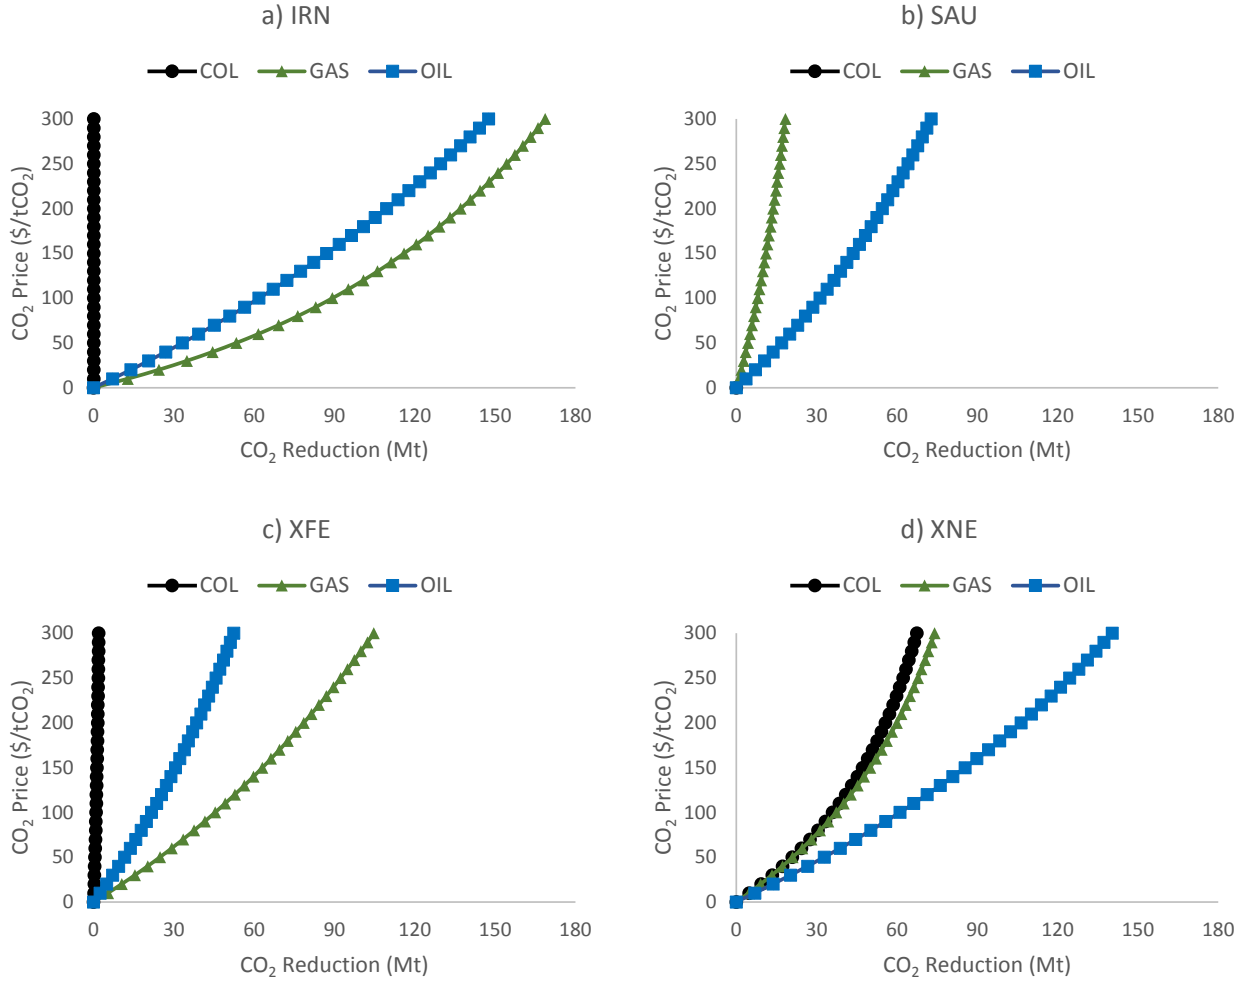 a) IRN
COL GAS OIL
300
250
200
150
100
50
0
CO₂ Price ($/tCO₂)
0 30 60 90 120 150 180
CO₂ Reduction (Mt)
b) SAU
COL GAS OIL
300
250
200
150
100
50
0
CO₂ Price ($/tCO₂)
0 30 60 90 120 150 180
CO₂ Reduction (Mt)
c) XFE
COL GAS OIL
300
250
200
150
100
50
0
CO₂ Price ($/tCO₂)
0 30 60 90 120 150 180
CO₂ Reduction (Mt)
d) XNE
COL GAS OIL
300
250
200
150
100
50
0
CO₂ Price ($/tCO₂)
0 30 60 90 120 150 180
CO₂ Reduction (Mt)